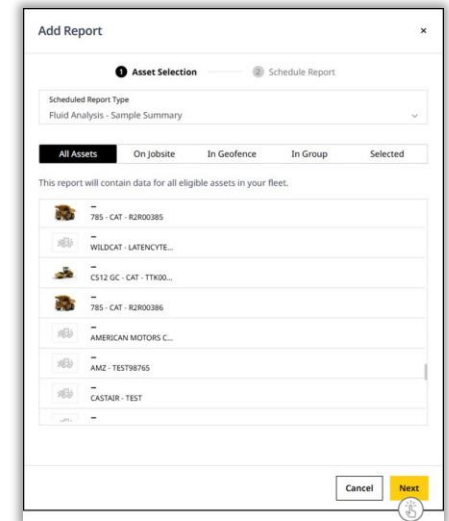 Add Report ×
1 Asset Selection 2 Schedule Report
Scheduled Report Type
Fluid Analysis - Sample Summary
All Assets On Jobsite In Geofence In Group Selected
This report will contain data for all eligible assets in your fleet.
–
785 - CAT - R2R00385
–
WILDCAT - LATENCYTE...
–
CS12 GC - CAT - TTK00...
–
785 - CAT - R2R00386
–
AMERICAN MOTORS C...
–
AMZ - TEST98765
–
CASTAIR - TEST
–
Cancel Next